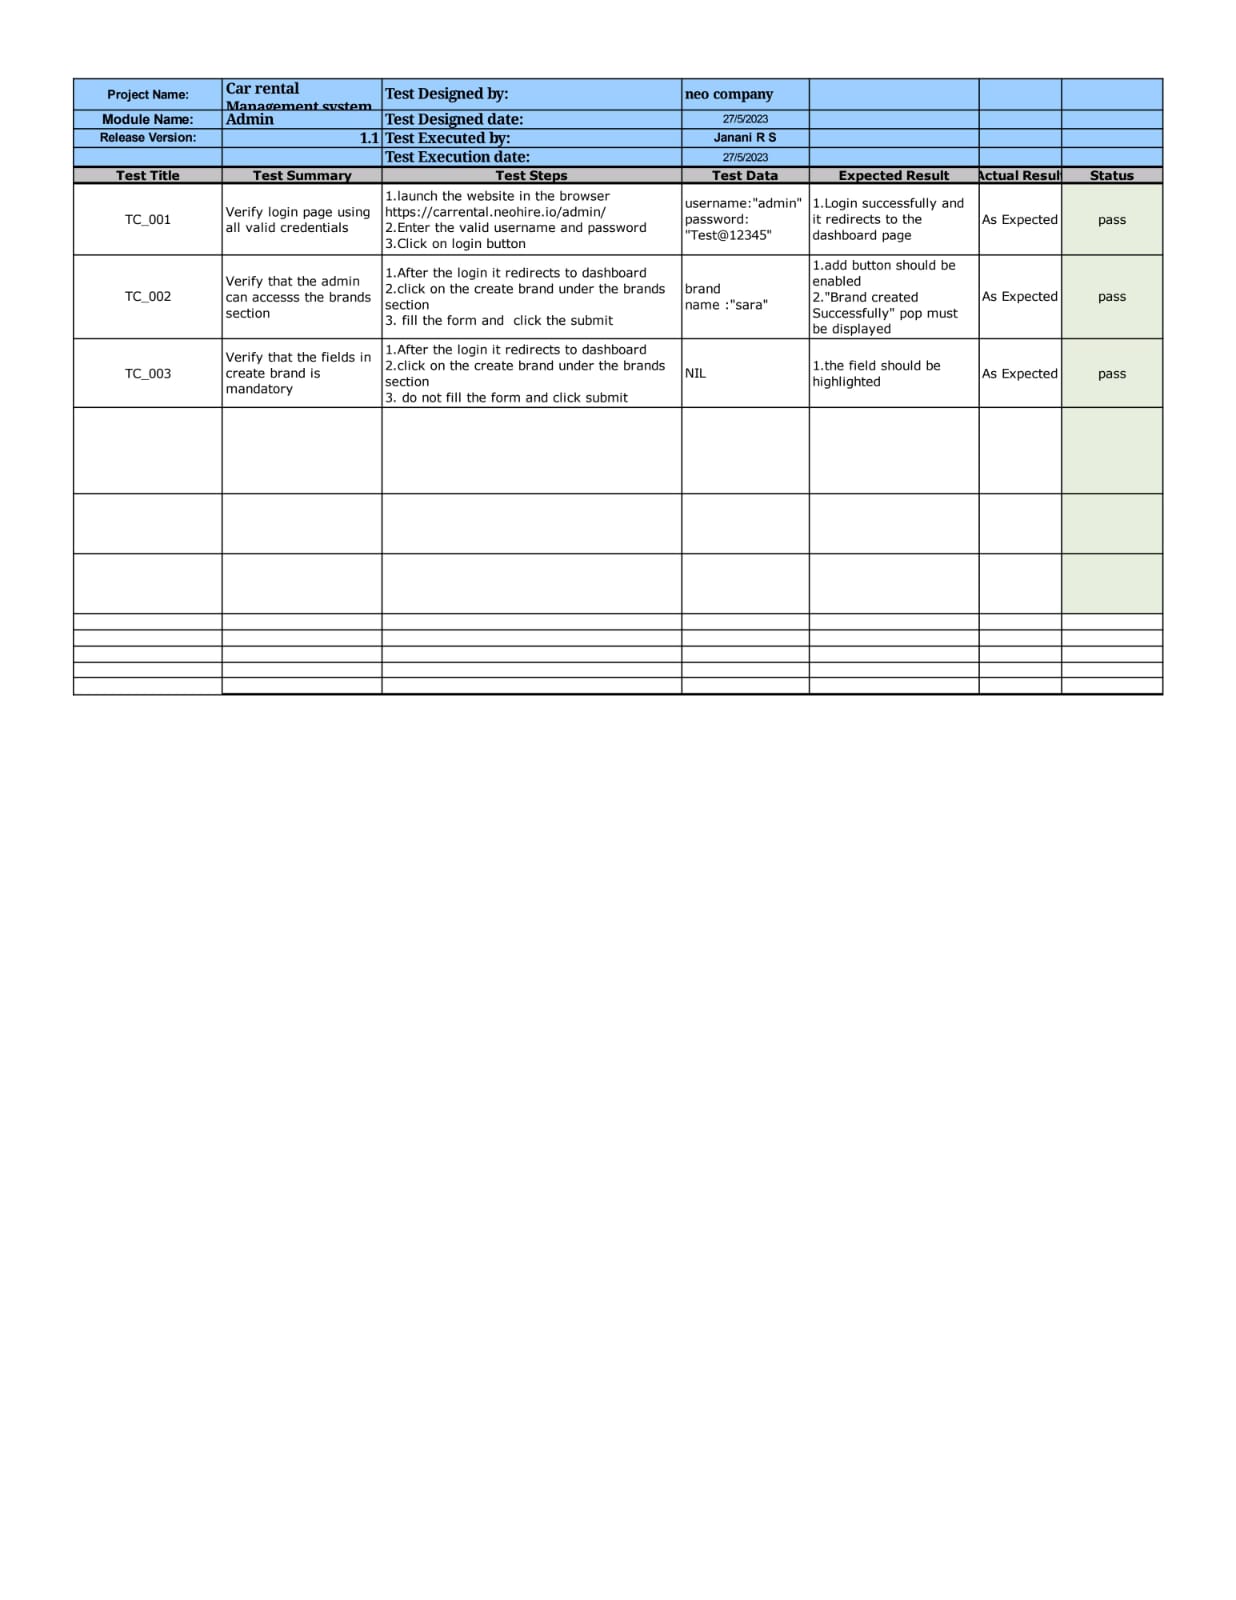 Project Name: Car rental Test Designed by: neo company
Management system
Module Name: Admin Test Designed date: 27/5/2023
Release Version: 1.1 Test Executed by: Janani R S
Test Execution date: 27/5/2023
Test Title Test Summary Test Steps Test Data Expected Result Actual Result Status
TC_001
Verify login page using
all valid credentials
1.launch the website in the browser
https://carrental.neohire.io/admin/
2.Enter the valid username and password
3.Click on login button
username:"admin"
password:
"Test@12345"
1.Login successfully and
it redirects to the
dashboard page
As Expected
pass
TC_002
Verify that the admin
can accesss the brands
section
1.After the login it redirects to dashboard
2.click on the create brand under the brands
section
3. fill the form and  click the submit
brand
name :"sara"
1.add button should be
enabled
2."Brand created
Successfully" pop must
be displayed
As Expected
pass
TC_003
Verify that the fields in
create brand is
mandatory
1.After the login it redirects to dashboard
2.click on the create brand under the brands
section
3. do not fill the form and click submit
NIL
1.the field should be
highlighted
As Expected
pass